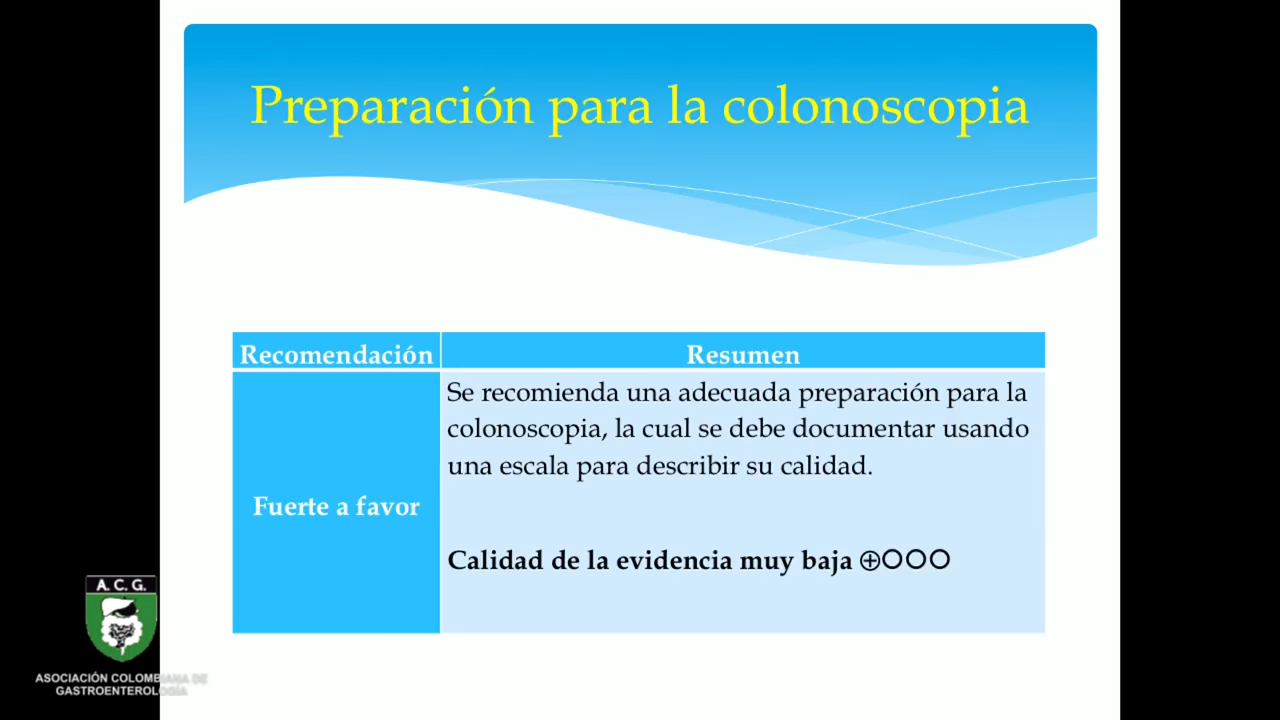 Preparación para la colonoscopia
Recomendación
Resumen
Fuerte a favor
Se recomienda una adecuada preparación para la
colonoscopia, la cual se debe documentar usando
una escala para describir su calidad.
Calidad de la evidencia muy baja ⊕〇〇〇
A. C. G.
ASOCIACIÓN COLOMBIANA DE
GASTROENTEROLOGÍA